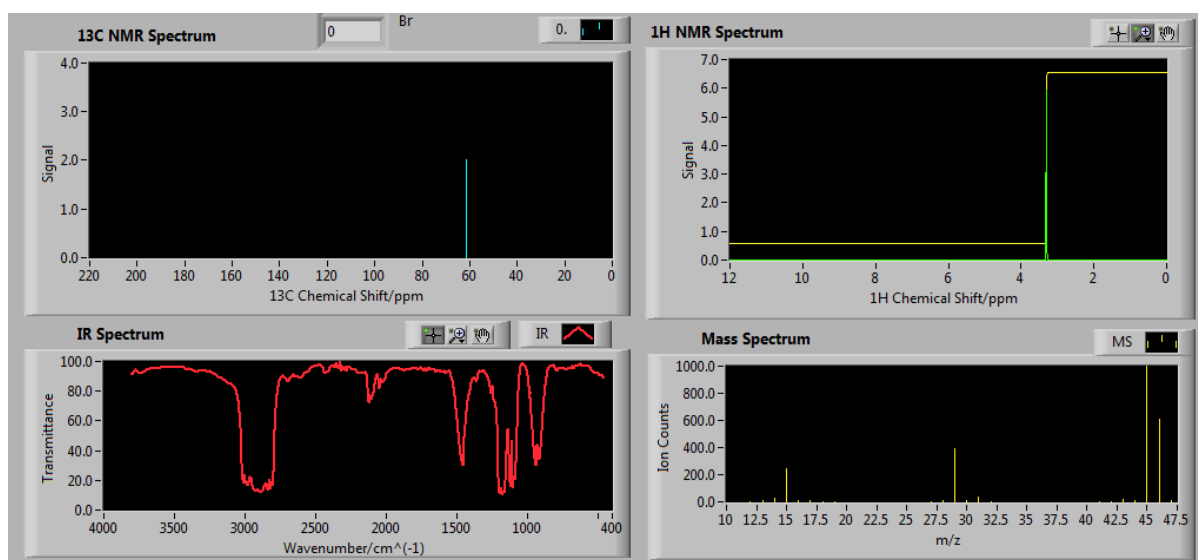 13C NMR Spectrum
0
Br
0.
4.0
3.0
2.0
1.0
0.0
Signal
220 200 180 160 140 120 100 80 60 40 20 0
13C Chemical Shift/ppm
1H NMR Spectrum
7.0
6.0
5.0
4.0
3.0
2.0
1.0
0.0
Signal
12 10 8 6 4 2 0
1H Chemical Shift/ppm
IR Spectrum
IR
100.0
80.0
60.0
40.0
20.0
0.0
Transmittance
4000 3500 3000 2500 2000 1500 1000 400
Wavenumber/cm^(-1)
Mass Spectrum
MS
1000.0
800.0
600.0
400.0
200.0
0.0
Ion Counts
10 12.5 15 17.5 20 22.5 25 27.5 30 32.5 35 37.5 40 42.5 45 47.5
m/z